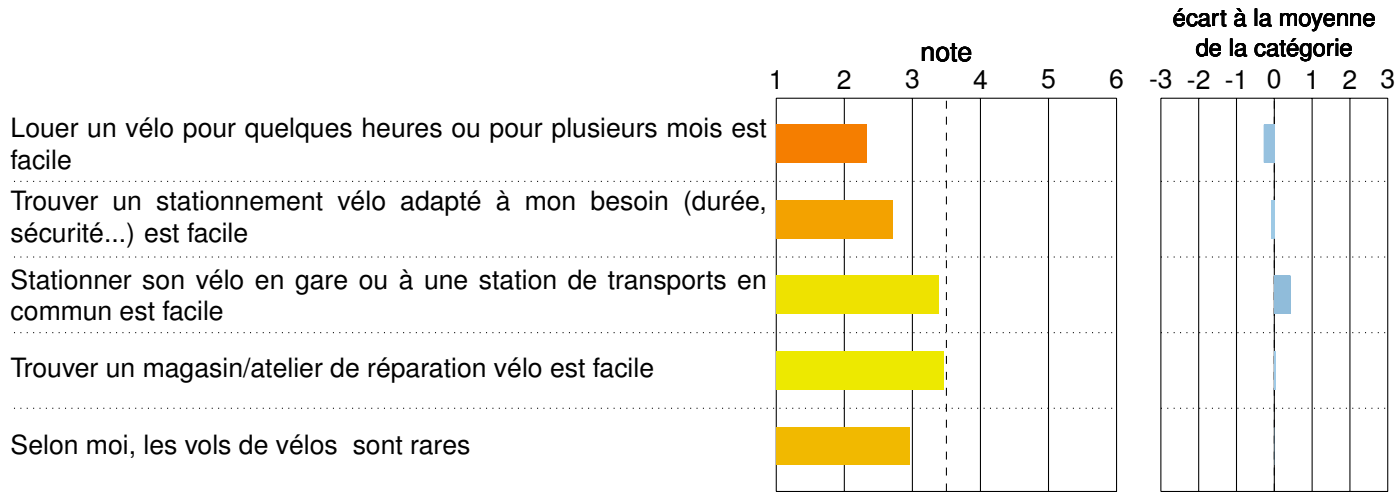 écart à la moyenne
de la catégorie
note
1 2 3 4 5 6
-3 -2 -1 0 1 2 3
Louer un vélo pour quelques heures ou pour plusieurs mois est
facile
Trouver un stationnement vélo adapté à mon besoin (durée,
sécurité...) est facile
Stationner son vélo en gare ou à une station de transports en
commun est facile
Trouver un magasin/atelier de réparation vélo est facile
Selon moi, les vols de vélos sont rares